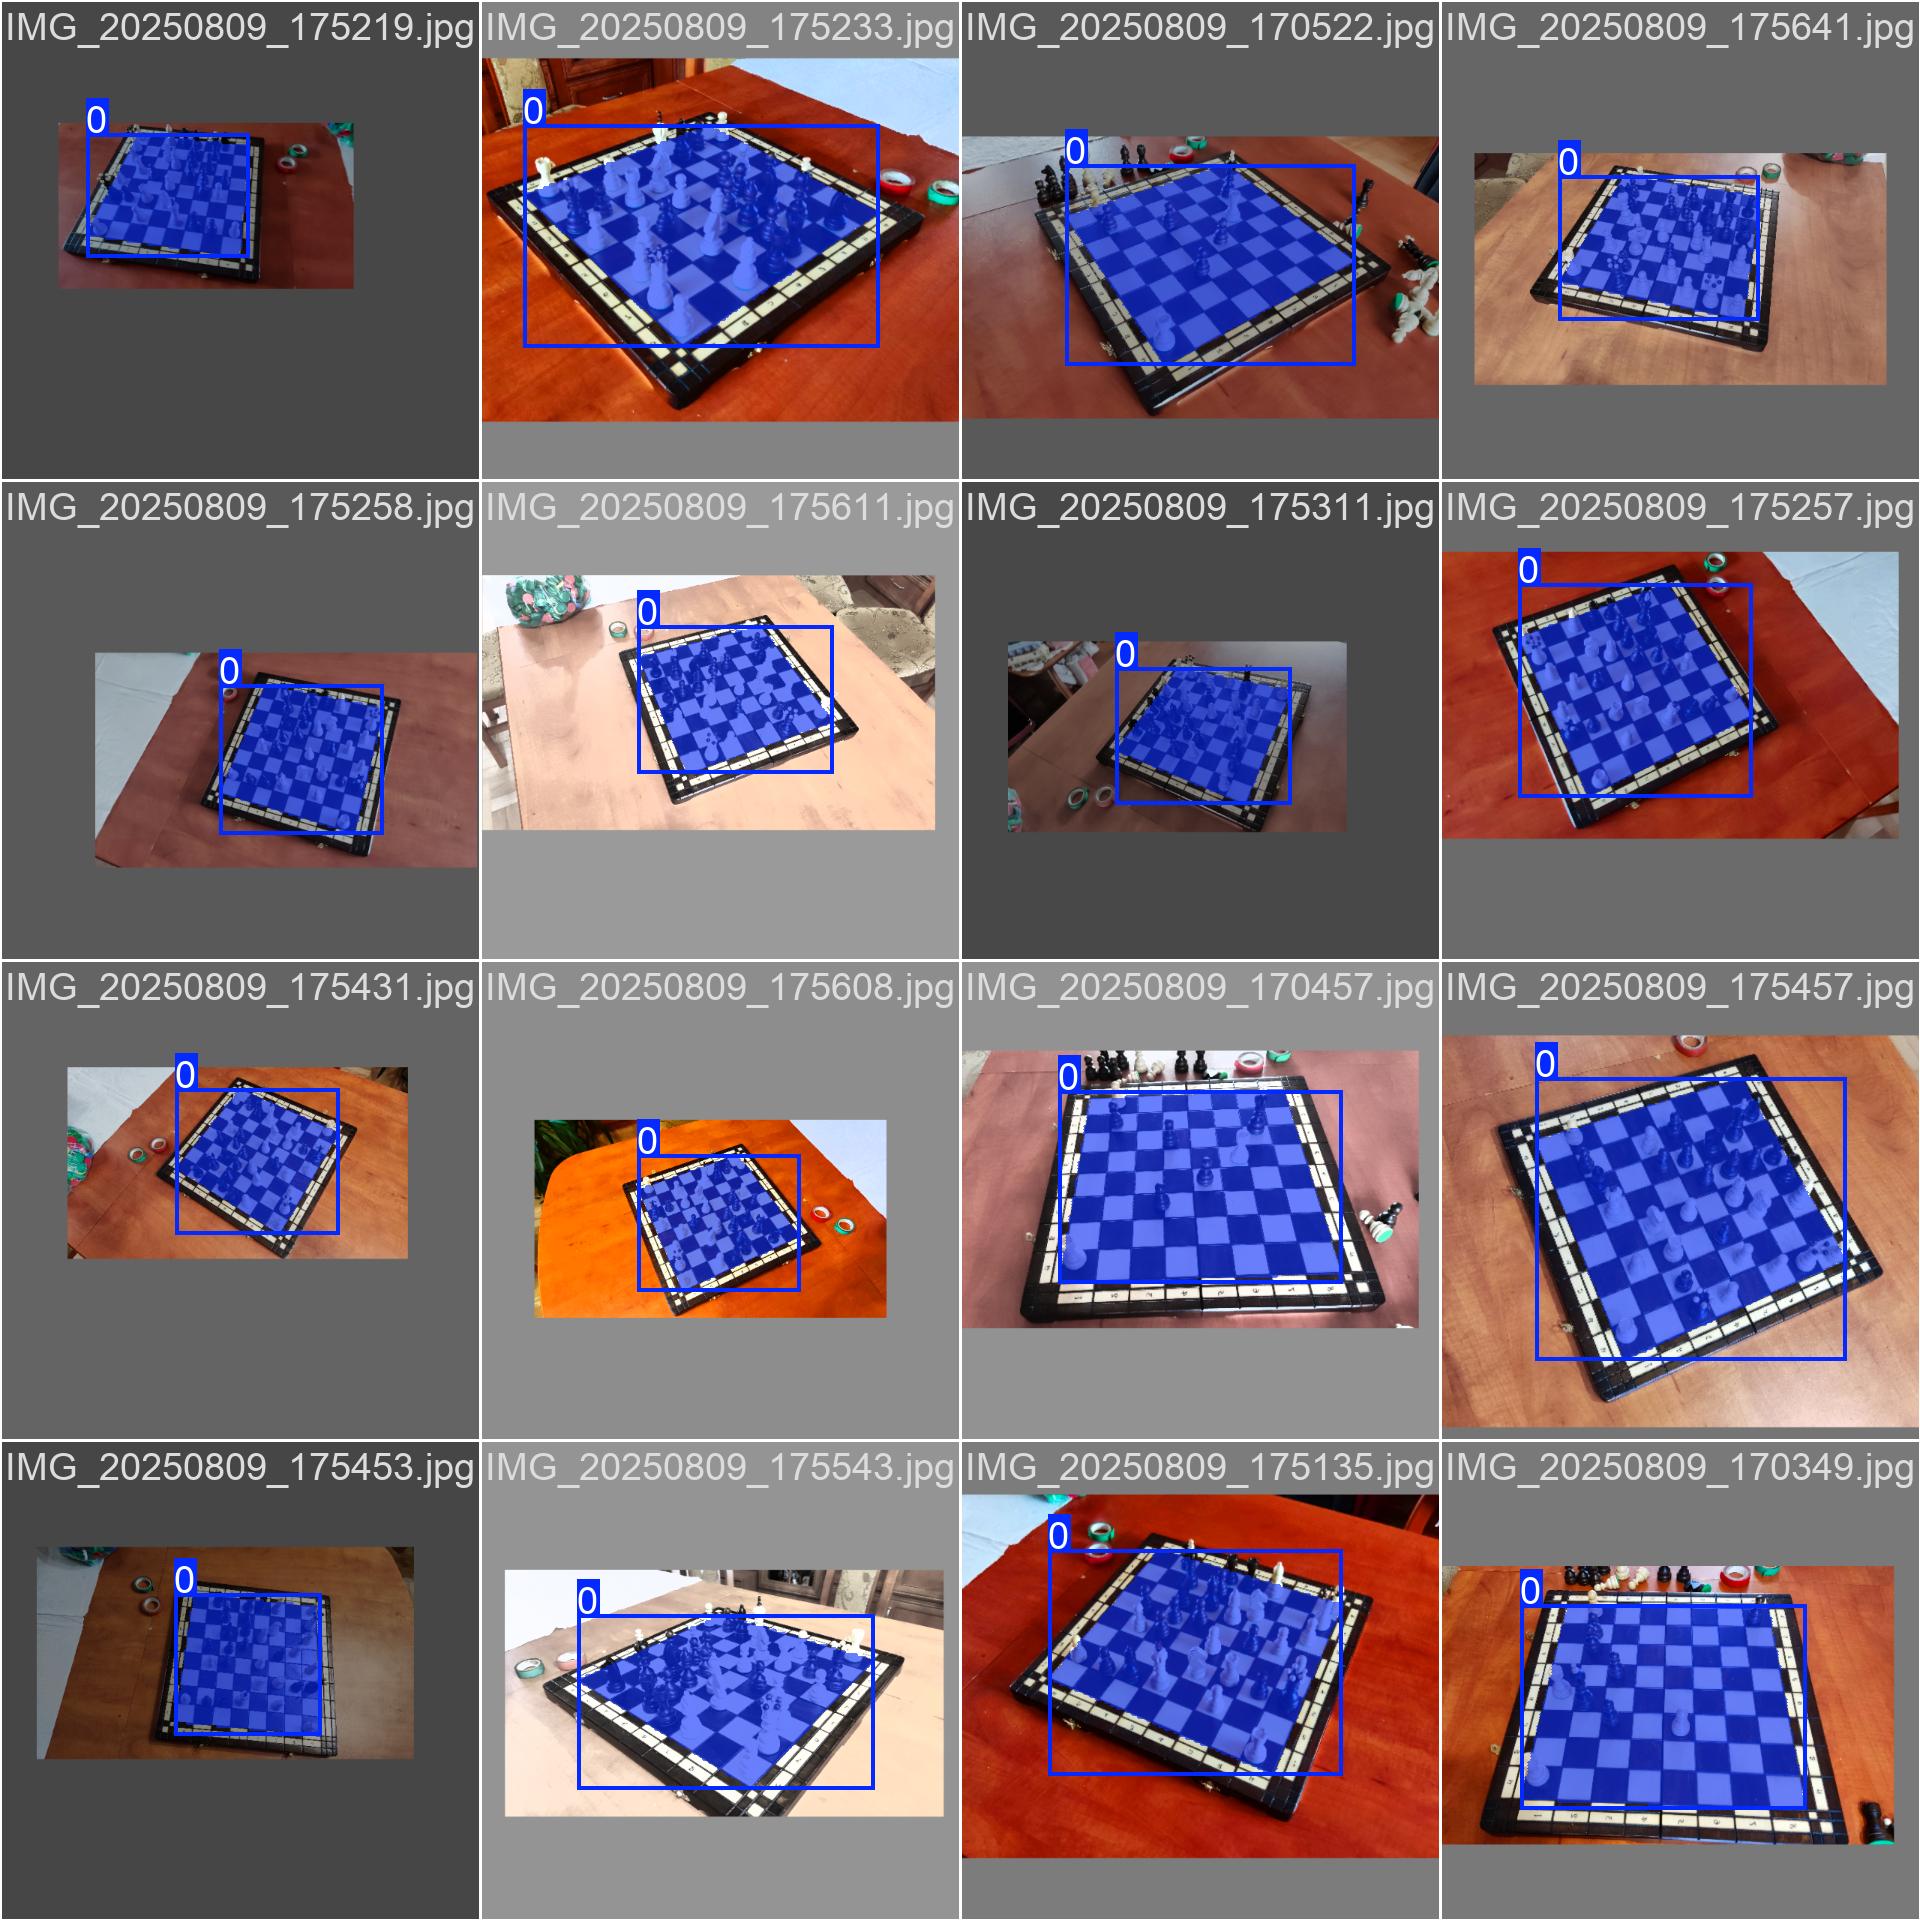 IMG_20250809_175219.jpg
IMG_20250809_175233.jpg
IMG_20250809_170522.jpg
IMG_20250809_175641.jpg
0
0
0
0
IMG_20250809_175258.jpg
IMG_20250809_175611.jpg
IMG_20250809_175311.jpg
IMG_20250809_175257.jpg
0
0
0
0
IMG_20250809_175431.jpg
IMG_20250809_175608.jpg
IMG_20250809_170457.jpg
IMG_20250809_175457.jpg
0
0
0
0
IMG_20250809_175453.jpg
IMG_20250809_175543.jpg
IMG_20250809_175135.jpg
IMG_20250809_170349.jpg
0
0
0
0